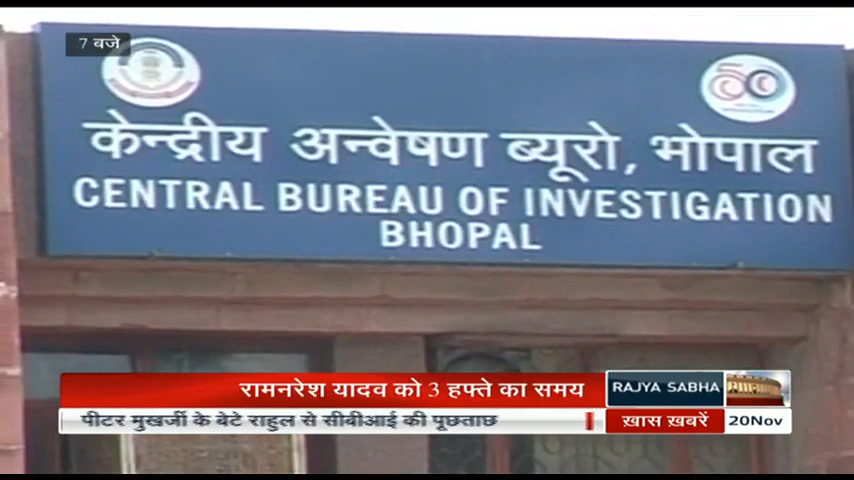 7 बजे
केन्द्रीय अन्वेषण ब्यूरो, भोपाल
CENTRAL BUREAU OF INVESTIGATION
BHOPAL
रामनरेश यादव को 3 हफ्ते का समय
RAJYA SABHA
पीटर मुखर्जी के बेटे राहुल से सीबीआई की पूछताछ
ख़ास ख़बरें
20Nov